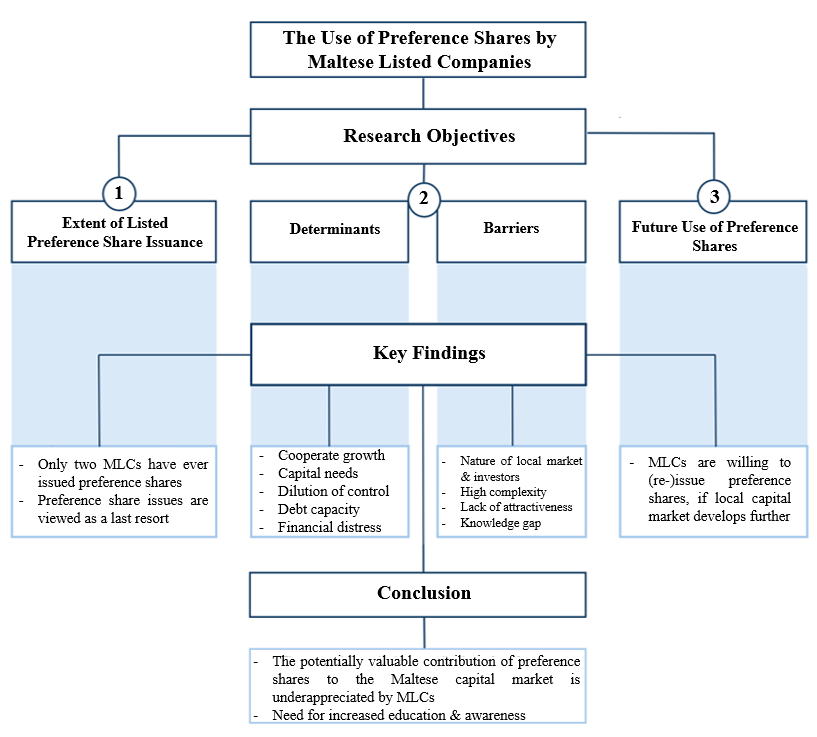 The Use of Preference Shares by
Maltese Listed Companies
Research Objectives
1
Extent of Listed
Preference Share Issuance
2
Determinants
Barriers
3
Future Use of Preference
Shares
Key Findings
- Only two MLCs have ever
issued preference shares
- Preference share issues are
viewed as a last resort
- Cooperate growth
- Capital needs
- Dilution of control
- Debt capacity
- Financial distress
- Nature of local market
& investors
- High complexity
- Lack of attractiveness
- Knowledge gap
- MLCs are willing to
(re-)issue preference
shares, if local capital
market develops further
Conclusion
- The potentially valuable contribution of preference
shares to the Maltese capital market is
underappreciated by MLCs
- Need for increased education & awareness